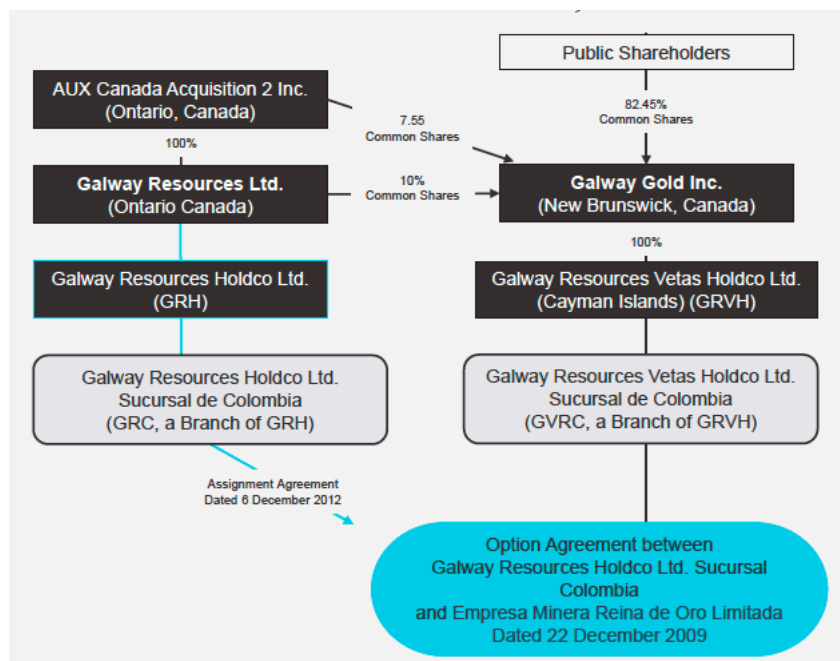 Public Shareholders
AUX Canada Acquisition 2 Inc.
(Ontario, Canada)
7.55
Common Shares
82.45%
Common Shares
100%
Galway Resources Ltd.
(Ontario Canada)
10%
Common Shares
Galway Gold Inc.
(New Brunswick, Canada)
100%
Galway Resources Holdco Ltd.
(GRH)
Galway Resources Vetas Holdco Ltd.
(Cayman Islands) (GRVH)
Galway Resources Holdco Ltd.
Sucursal de Colombia
(GRC, a Branch of GRH)
Galway Resources Vetas Holdco Ltd.
Sucursal de Colombia
(GVRC, a Branch of GRVH)
Assignment Agreement
Dated 6 December 2012
Option Agreement between
Galway Resources Holdco Ltd. Sucursal
Colombia
and Empresa Minera Reina de Oro Limitada
Dated 22 December 2009